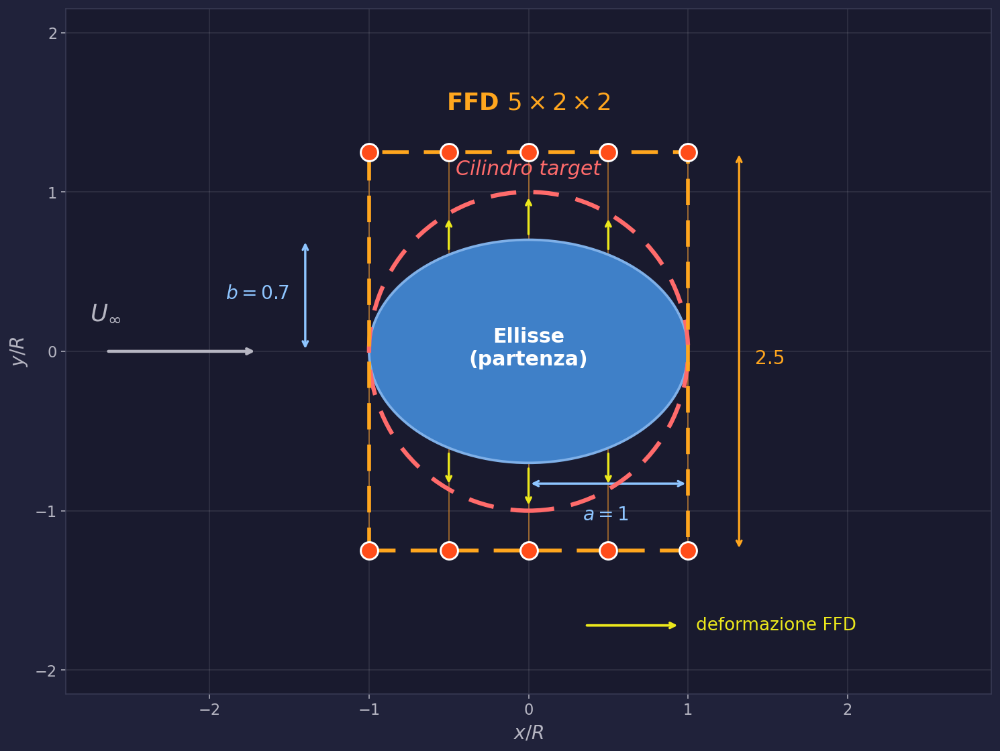 2
FFD 5 × 2 × 2
Cilindro target
1
b = 0.7
U∞
Ellisse
(partenza)
y/R
0
2.5
−1
a = 1
deformazione FFD
−2
−2 −1 0 1 2
x/R